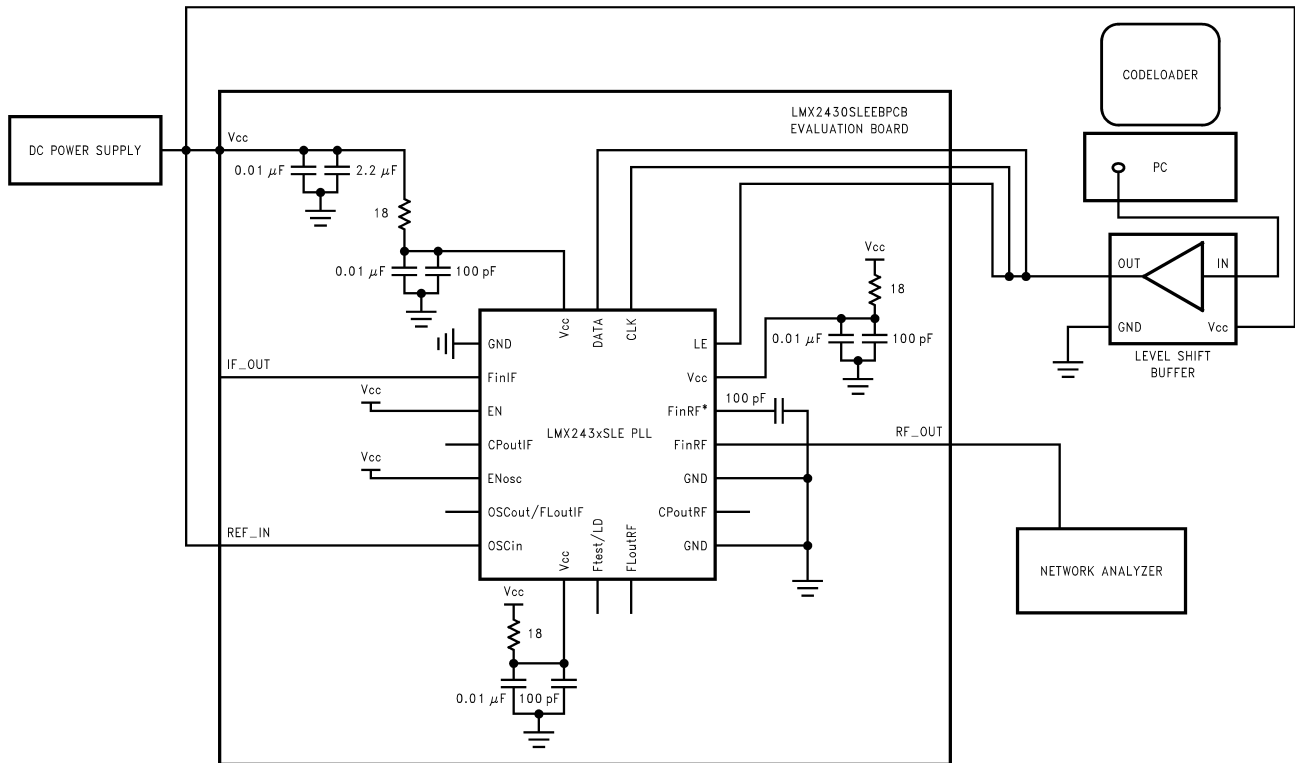 CODELOADER
LMX2430SLEEBPCB
EVALUATION BOARD
DC POWER SUPPLY
Vcc
0.01 µF
2.2 µF
PC
18
Vcc
OUT
IN
0.01 µF
100 pF
18
GND
Vcc
Vcc
DATA
CLK
0.01 µF
100 pF
LEVEL SHIFT
BUFFER
GND
LE
IF_OUT
FinIF
Vcc
Vcc
EN
100 pF
FinRF*
LMX243xSLE PLL
RF_OUT
CPoutIF
FinRF
Vcc
ENosc
GND
OSCout/FLoutIF
CPoutRF
REF_IN
OSCin
Vcc
Ftest/LD
FLoutRF
GND
NETWORK ANALYZER
Vcc
18
0.01 µF
100 pF